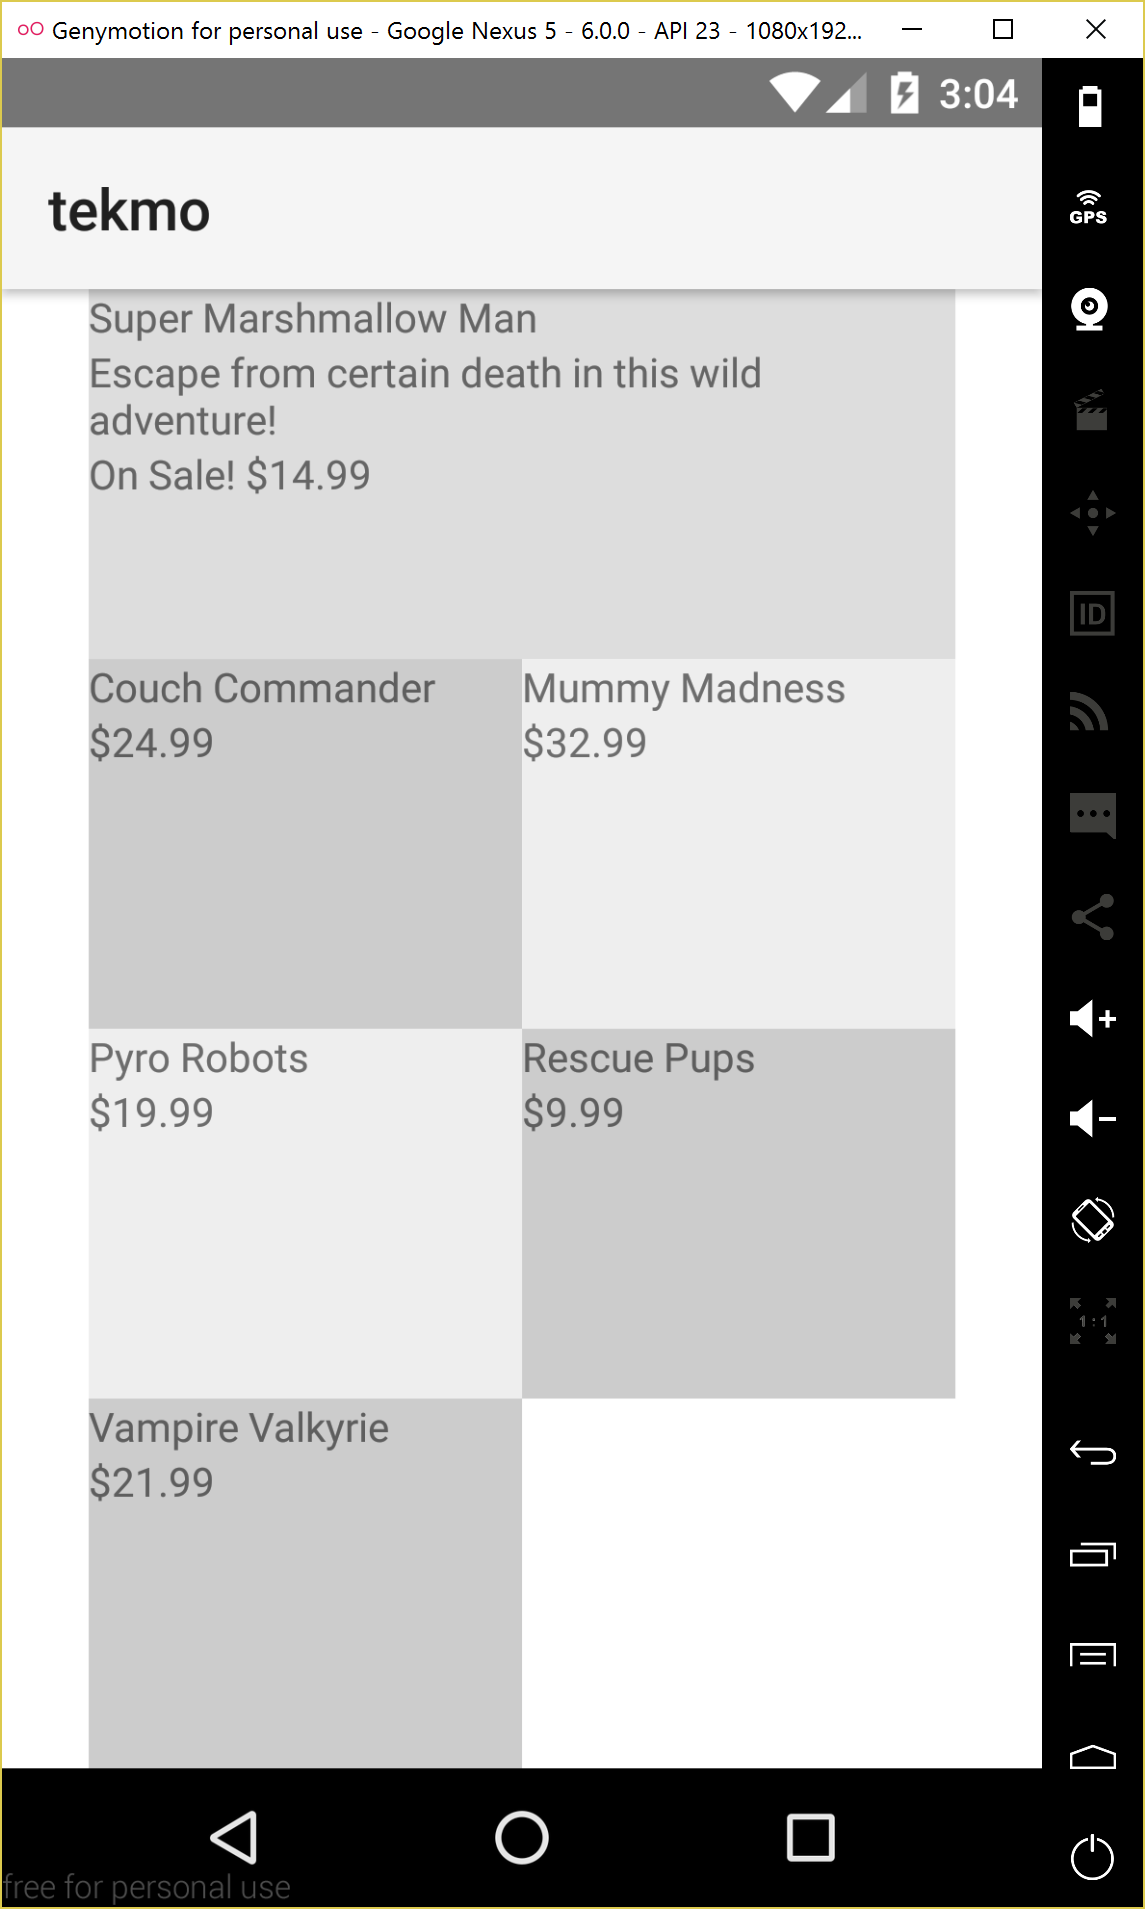 Genymotion for personal use - Google Nexus 5 - 6.0.0 - API 23 - 1080x192...
3:04
GPS
tekmo
Super Marshmallow Man
Escape from certain death in this wild
adventure!
On Sale! $14.99
ID
Couch Commander
$24.99
Mummy Madness
$32.99
Pyro Robots
$19.99
Rescue Pups
$9.99
1:1
Vampire Valkyrie
$21.99
free for personal use